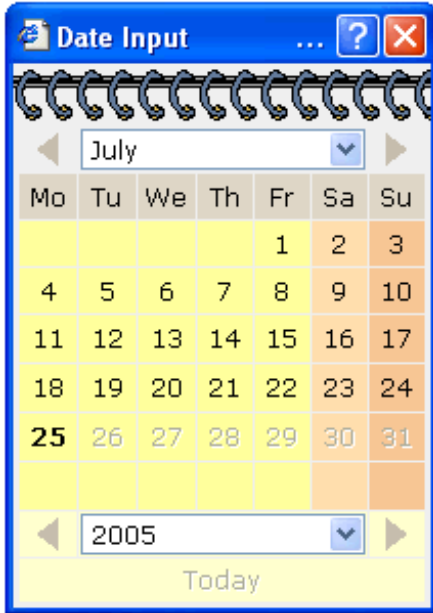 Date Input ... ?
July
Mo Tu We Th Fr Sa Su
1 2 3
4 5 6 7 8 9 10
11 12 13 14 15 16 17
18 19 20 21 22 23 24
25 26 27 28 29 30 31
2005
Today